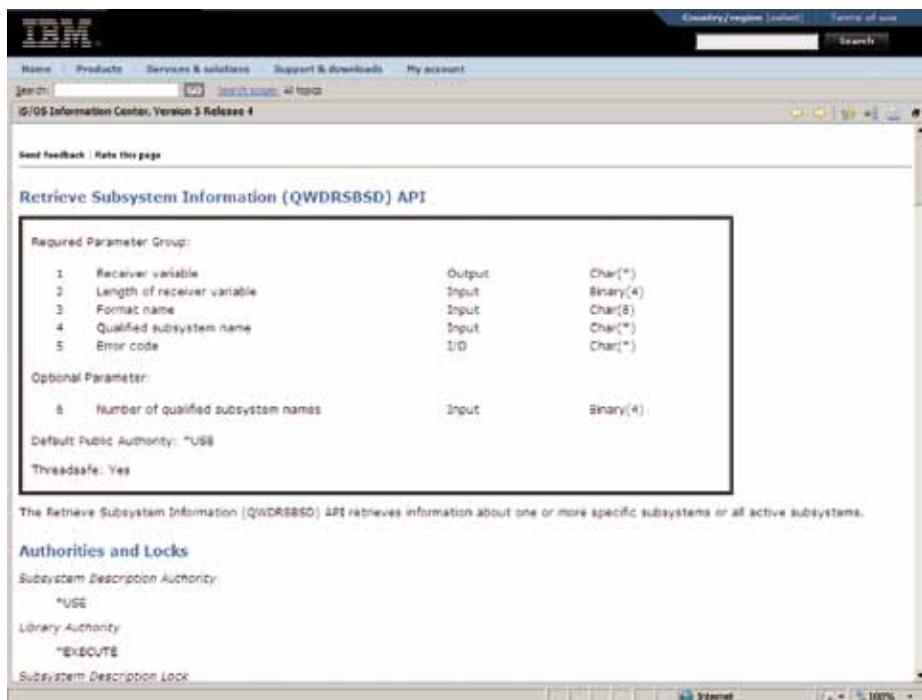 Country/region [select] Terms of use
IBM.
Search
Home Products Services & solutions Support & downloads My account
Search: Search scope: All topics
i5/OS Information Center, Version 5 Release 4
Send feedback | Rate this page
Retrieve Subsystem Information (QWDRSBSD) API
Required Parameter Group:
1 Receiver variable Output Char(*)
2 Length of receiver variable Input Binary(4)
3 Format name Input Char(8)
4 Qualified subsystem name Input Char(*)
5 Error code I/O Char(*)
Optional Parameter:
6 Number of qualified subsystem names Input Binary(4)
Default Public Authority: *USE
Threadsafe: Yes
The Retrieve Subsystem Information (QWDRSBSD) API retrieves information about one or more specific subsystems or all active subsystems.
Authorities and Locks
Subsystem Description Authority
*USE
Library Authority
*EXECUTE
Subsystem Description Lock
Internet 100%